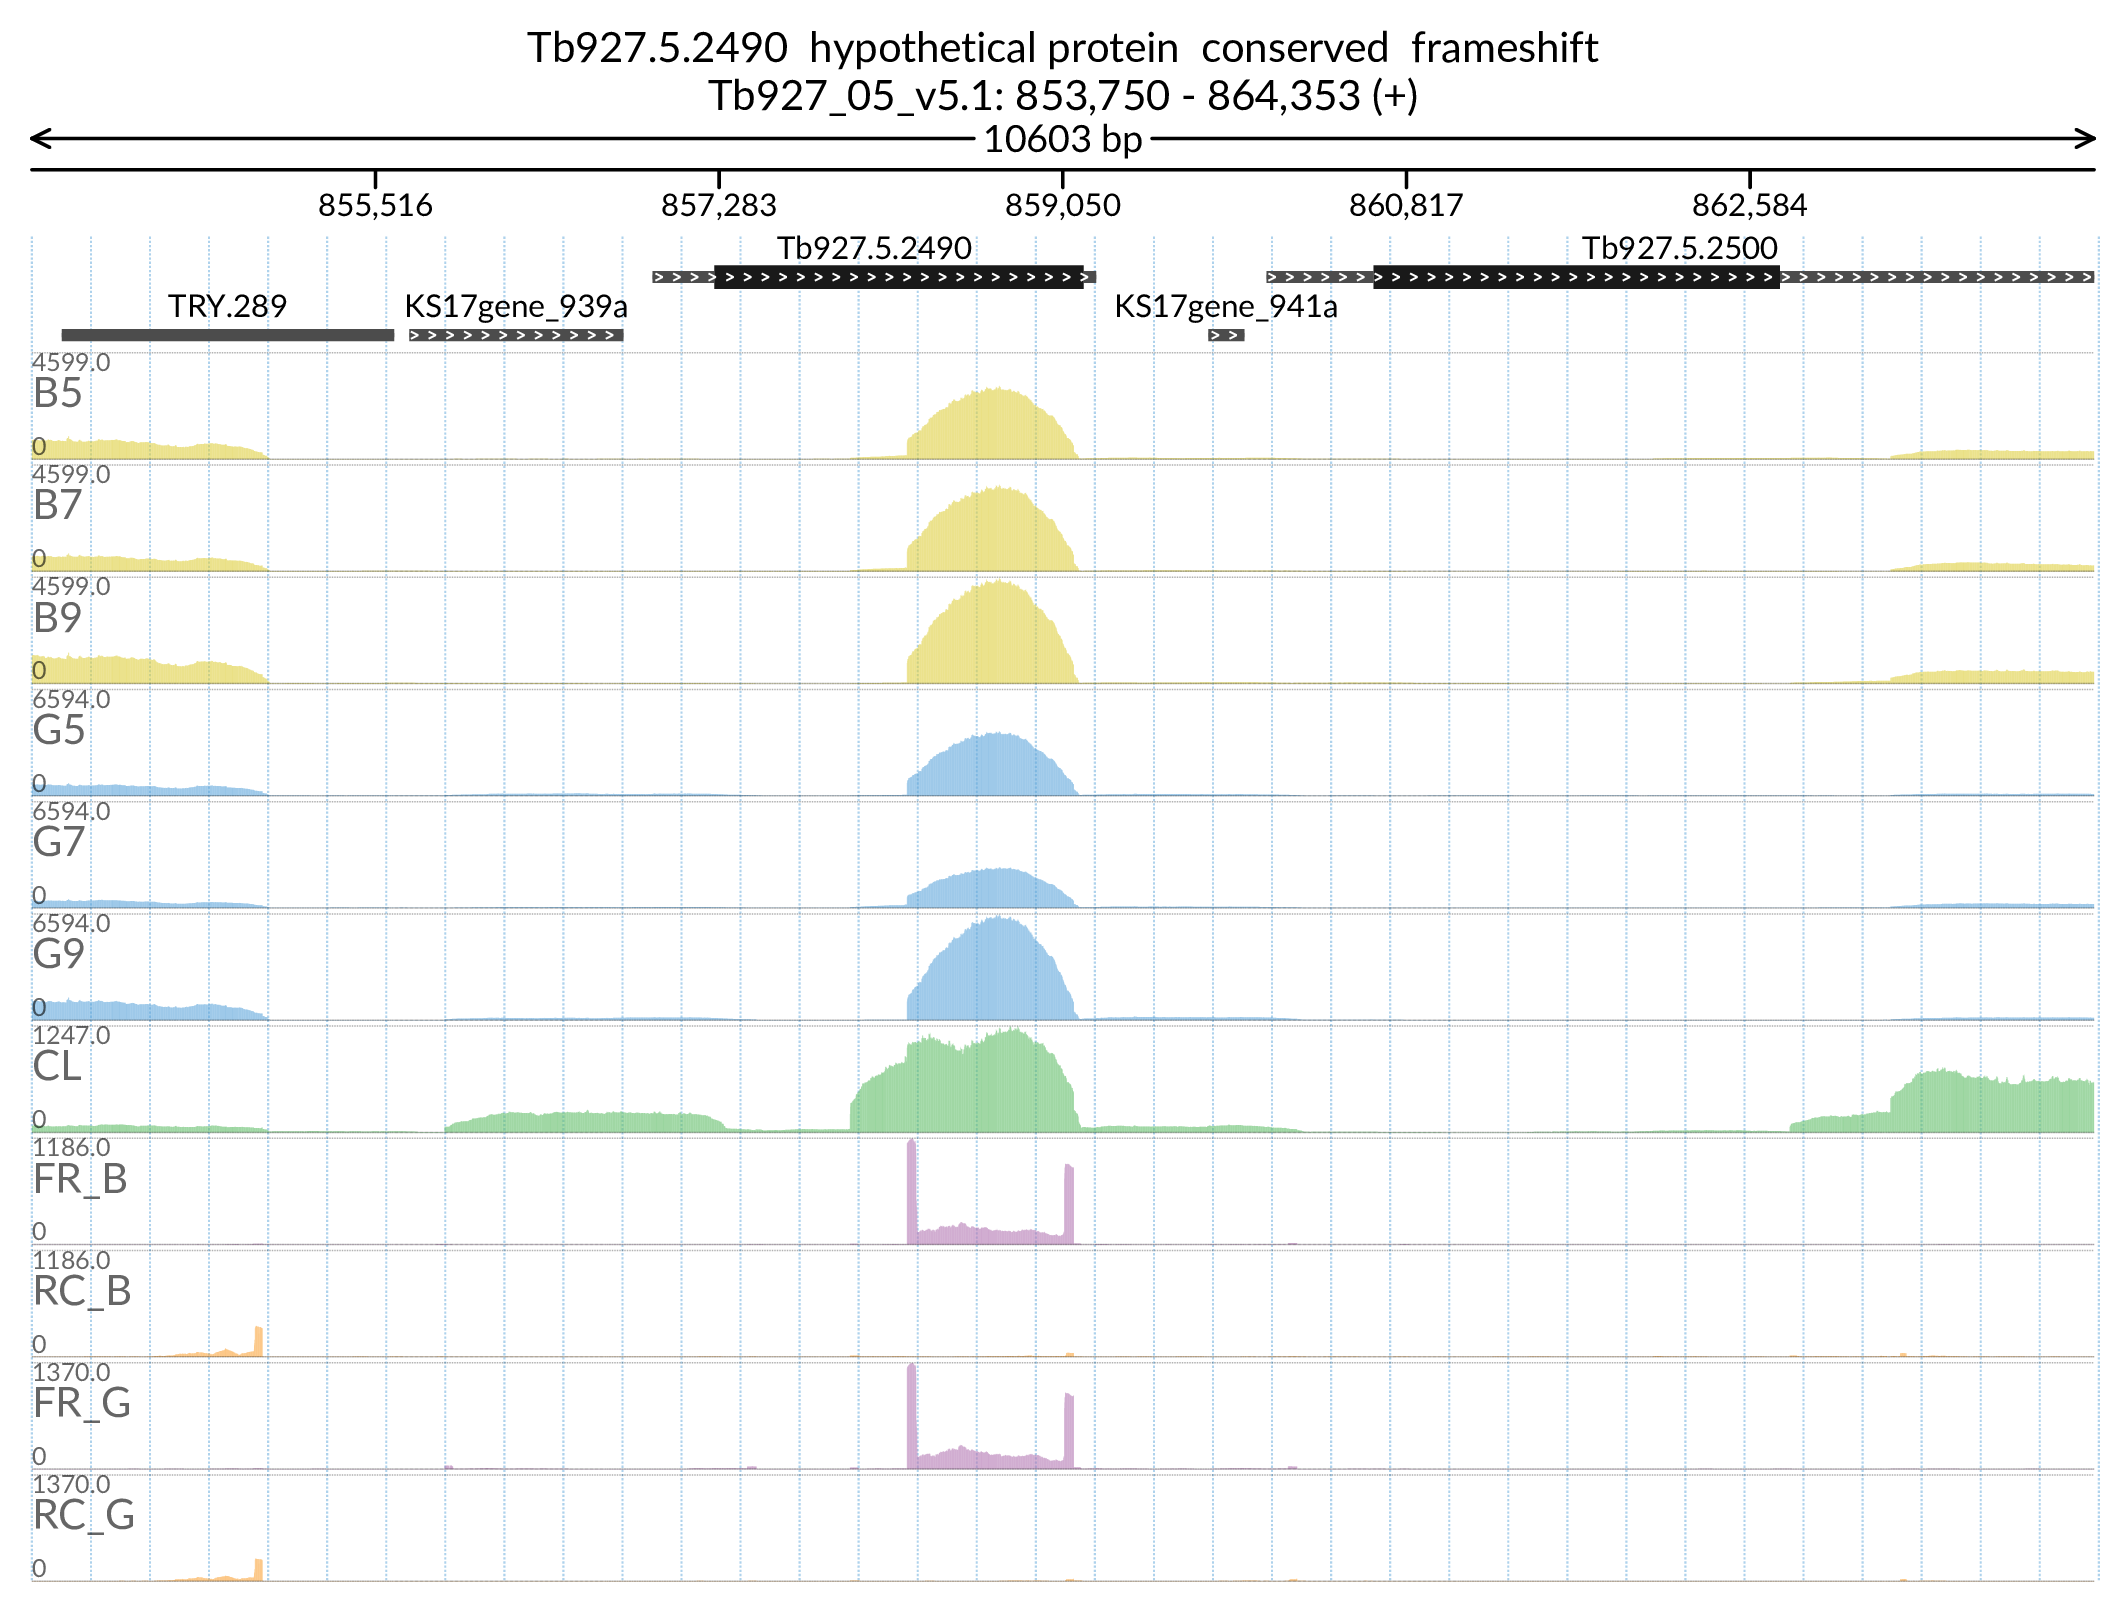 Tb927.5.2490 hypothetical protein conserved frameshift
Tb927_05_v5.1: 853,750 - 864,353 (+)
10603 bp
855,516 857,283 859,050 860,817 862,584
Tb927.5.2490 Tb927.5.2500
TRY.289 KS17gene_939a KS17gene_941a
4599.0
B5
0
4599.0
B7
0
4599.0
B9
0
6594.0
G5
0
6594.0
G7
0
6594.0
G9
0
1247.0
CL
0
1186.0
FR_B
0
1186.0
RC_B
0
1370.0
FR_G
0
1370.0
RC_G
0